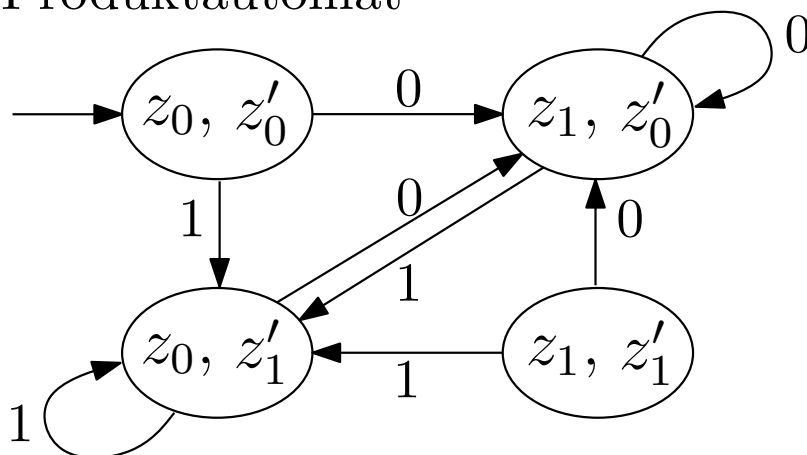 Produktautomat
0
z₀, z′₀
0
z₁, z′₀
1
0
0
1
z₀, z′₁
z₁, z′₁
1
1